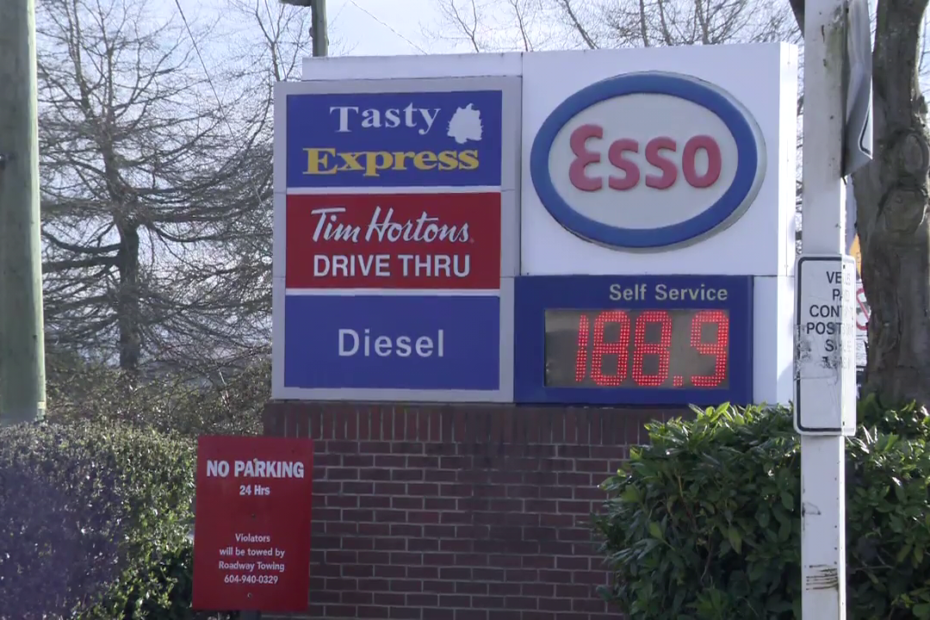 Tasty
Express
Tim Hortons
DRIVE THRU
Diesel
Esso
Self Service
188.9
NO PARKING
24 Hrs
Violators
will be towed by
Roadway Towing
604-940-0329